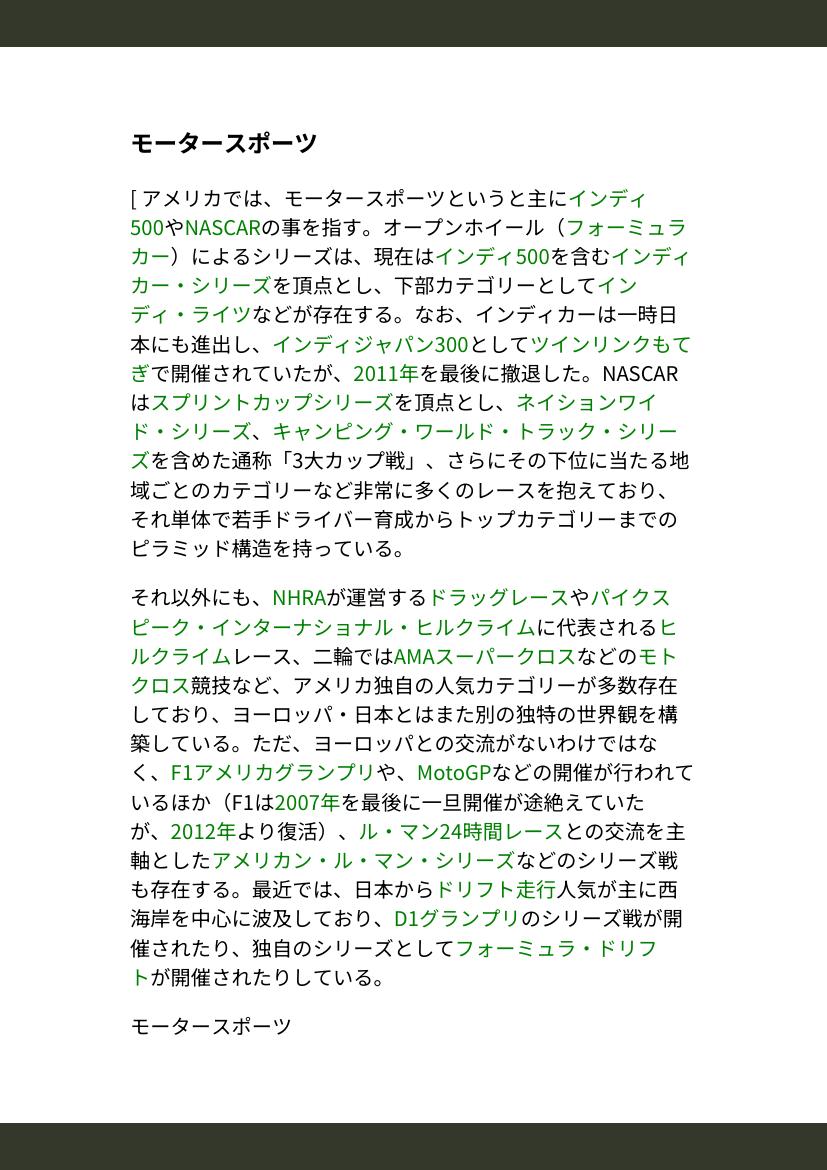 モータースポーツ
[ アメリカでは、モータースポーツというと主にインディ
500やNASCARの事を指す。オープンホイール（フォーミュラ
カー）によるシリーズは、現在はインディ500を含むインディ
カー・シリーズを頂点とし、下部カテゴリーとしてイン
ディ・ライツなどが存在する。なお、インディカーは一時日
本にも進出し、インディジャパン300としてツインリンクもて
ぎで開催されていたが、2011年を最後に撤退した。NASCAR
はスプリントカップシリーズを頂点とし、ネイションワイ
ド・シリーズ、キャンピング・ワールド・トラック・シリー
ズを含めた通称「3大カップ戦」、さらにその下位に当たる地
域ごとのカテゴリーなど非常に多くのレースを抱えており、
それ単体で若手ドライバー育成からトップカテゴリーまでの
ピラミッド構造を持っている。
それ以外にも、NHRAが運営するドラッグレースやパイクス
ピーク・インターナショナル・ヒルクライムに代表されるヒ
ルクライムレース、二輪ではAMAスーパークロスなどのモト
クロス競技など、アメリカ独自の人気カテゴリーが多数存在
しており、ヨーロッパ・日本とはまた別の独特の世界観を構
築している。ただ、ヨーロッパとの交流がないわけではな
く、F1アメリカグランプリや、MotoGPなどの開催が行われて
いるほか（F1は2007年を最後に一旦開催が途絶えていた
が、2012年より復活）、ル・マン24時間レースとの交流を主
軸としたアメリカン・ル・マン・シリーズなどのシリーズ戦
も存在する。最近では、日本からドリフト走行人気が主に西
海岸を中心に波及しており、D1グランプリのシリーズ戦が開
催されたり、独自のシリーズとしてフォーミュラ・ドリフ
トが開催されたりしている。
モータースポーツ